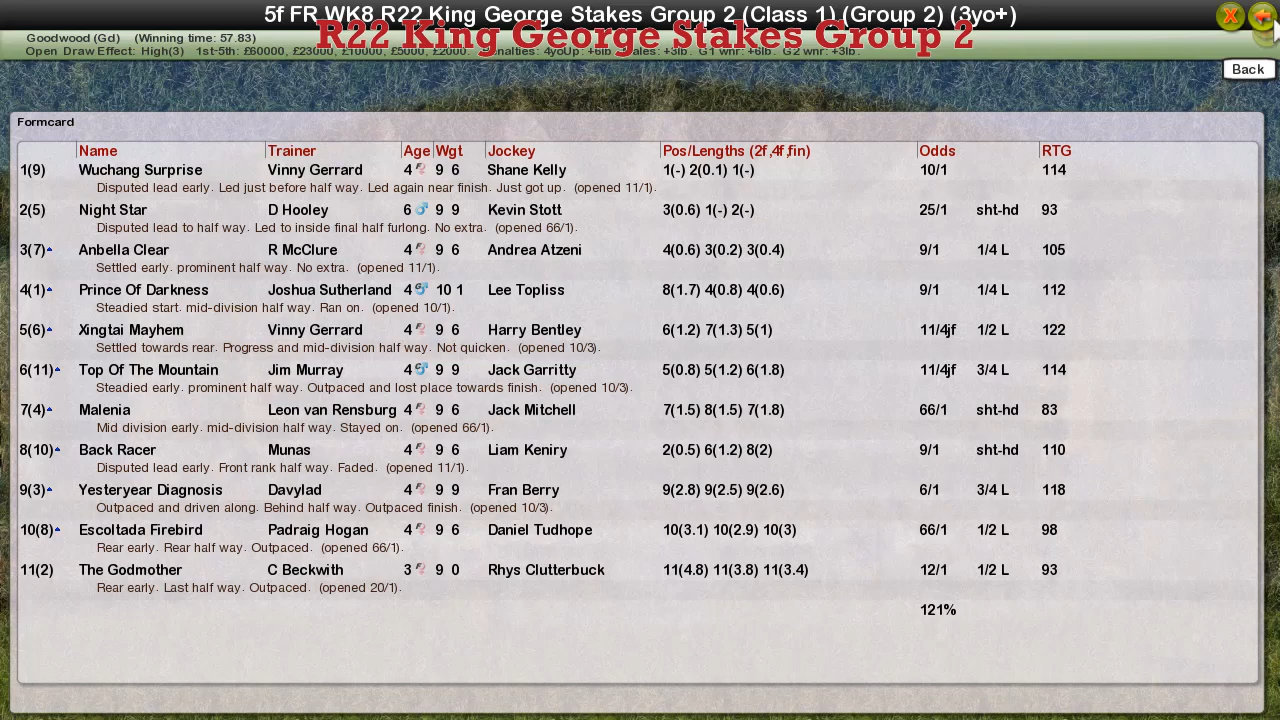 5f FR WK8 R22 King George Stakes Group 2 (Class 1) (Group 2) (3yo+)
R22 King George Stakes Group 2
Goodwood (Gd) (Winning time: 57.83)
Open Draw Effect: High(3) 1st-5th: £60000, £23000, £10000, £5000, £2000. Penalties: 4yoUp: +6lb. Males: +3lb. G1 wnr: +6lb. G2 wnr: +3lb.
Back
Formcard
Name Trainer Age Wgt Jockey Pos/Lengths (2f,4f,fin) Odds RTG
1(9) Wuchang Surprise Vinny Gerrard 4 9 6 Shane Kelly 1(-) 2(0.1) 1(-) 10/1 114
Disputed lead early. Led just before half way. Led again near finish. Just got up. (opened 11/1).
2(5) Night Star D Hooley 6 9 9 Kevin Stott 3(0.6) 1(-) 2(-) 25/1 sht-hd 93
Disputed lead to half way. Led to inside final half furlong. No extra. (opened 66/1).
3(7) Anbella Clear R McClure 4 9 6 Andrea Atzeni 4(0.6) 3(0.2) 3(0.4) 9/1 1/4 L 105
Settled early. prominent half way. No extra. (opened 11/1).
4(1) Prince Of Darkness Joshua Sutherland 4 10 1 Lee Topliss 8(1.7) 4(0.8) 4(0.6) 9/1 1/4 L 112
Steadied start. mid-division half way. Ran on. (opened 10/1).
5(6) Xingtai Mayhem Vinny Gerrard 4 9 6 Harry Bentley 6(1.2) 7(1.3) 5(1) 11/4jf 1/2 L 122
Settled towards rear. Progress and mid-division half way. Not quicken. (opened 10/3).
6(11) Top Of The Mountain Jim Murray 4 9 9 Jack Garritty 5(0.8) 5(1.2) 6(1.8) 11/4jf 3/4 L 114
Steadied early. prominent half way. Outpaced and lost place towards finish. (opened 10/3).
7(4) Malenia Leon van Rensburg 4 9 6 Jack Mitchell 7(1.5) 8(1.5) 7(1.8) 66/1 sht-hd 83
Mid division early. mid-division half way. Stayed on. (opened 66/1).
8(10) Back Racer Munas 4 9 6 Liam Keniry 2(0.5) 6(1.2) 8(2) 9/1 sht-hd 110
Disputed lead early. Front rank half way. Faded. (opened 11/1).
9(3) Yesteryear Diagnosis Davylad 4 9 9 Fran Berry 9(2.8) 9(2.5) 9(2.6) 6/1 3/4 L 118
Outpaced and driven along. Behind half way. Outpaced finish. (opened 10/3).
10(8) Escoltada Firebird Padraig Hogan 4 9 6 Daniel Tudhope 10(3.1) 10(2.9) 10(3) 66/1 1/2 L 98
Rear early. Rear half way. Outpaced. (opened 66/1).
11(2) The Godmother C Beckwith 3 9 0 Rhys Clutterbuck 11(4.8) 11(3.8) 11(3.4) 12/1 1/2 L 93
Rear early. Last half way. Outpaced. (opened 20/1).
121%